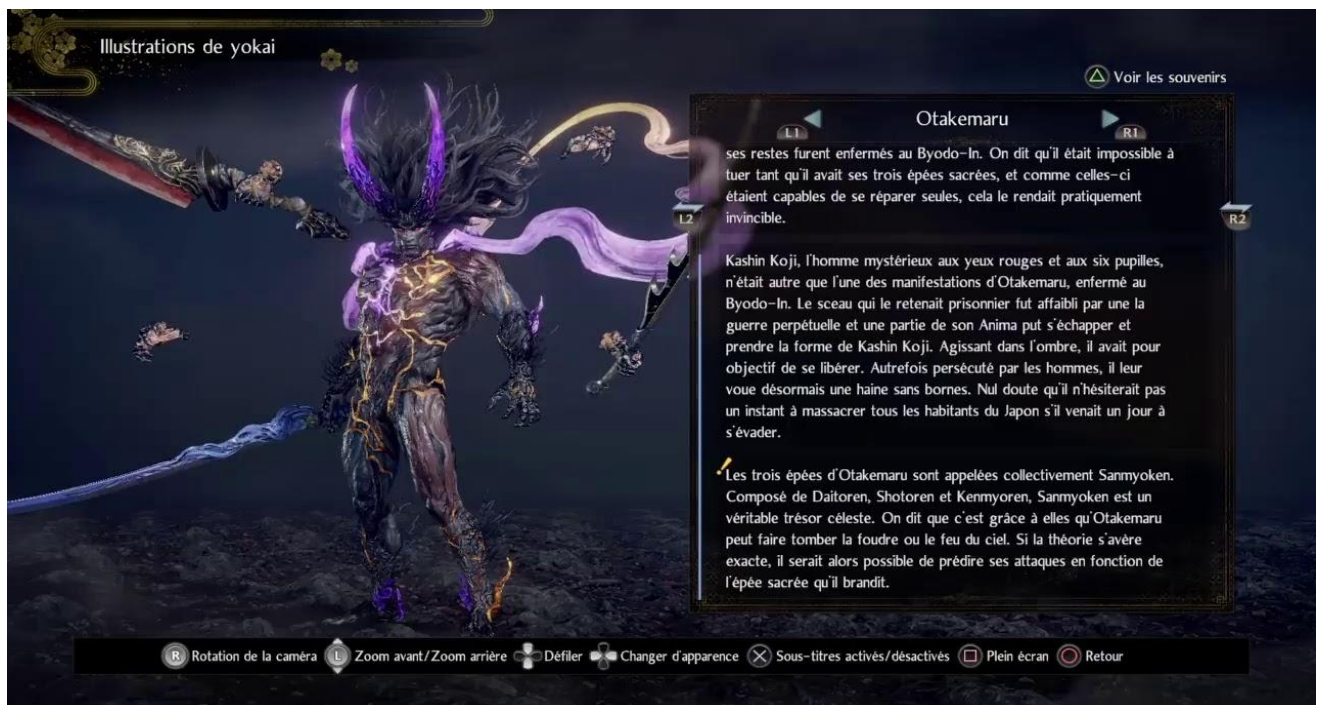 Illustrations de yokai
Voir les souvenirs
L1 Otakemaru R1
ses restes furent enfermés au Byodo-In. On dit qu'il était impossible à
tuer tant qu'il avait ses trois épées sacrées, et comme celles-ci
étaient capables de se réparer seules, cela le rendait pratiquement
invincible.
L2
R2
Kashin Koji, l'homme mystérieux aux yeux rouges et aux six pupilles,
n'était autre que l'une des manifestations d'Otakemaru, enfermé au
Byodo-In. Le sceau qui le retenait prisonnier fut affaibli par une la
guerre perpétuelle et une partie de son Anima put s'échapper et
prendre la forme de Kashin Koji. Agissant dans l'ombre, il avait pour
objectif de se libérer. Autrefois persécuté par les hommes, il leur
voue désormais une haine sans bornes. Nul doute qu'il n'hésiterait pas
un instant à massacrer tous les habitants du Japon s'il venait un jour à
s'évader.
Les trois épées d'Otakemaru sont appelées collectivement Sanmyoken.
Composé de Daitoren, Shotoren et Kenmyoren, Sanmyoken est un
véritable trésor céleste. On dit que c'est grâce à elles qu'Otakemaru
peut faire tomber la foudre ou le feu du ciel. Si la théorie s'avère
exacte, il serait alors possible de prédire ses attaques en fonction de
l'épée sacrée qu'il brandit.
R Rotation de la caméra L Zoom avant/Zoom arrière Défiler Changer d'apparence Sous-titres activés/désactivés Plein écran Retour